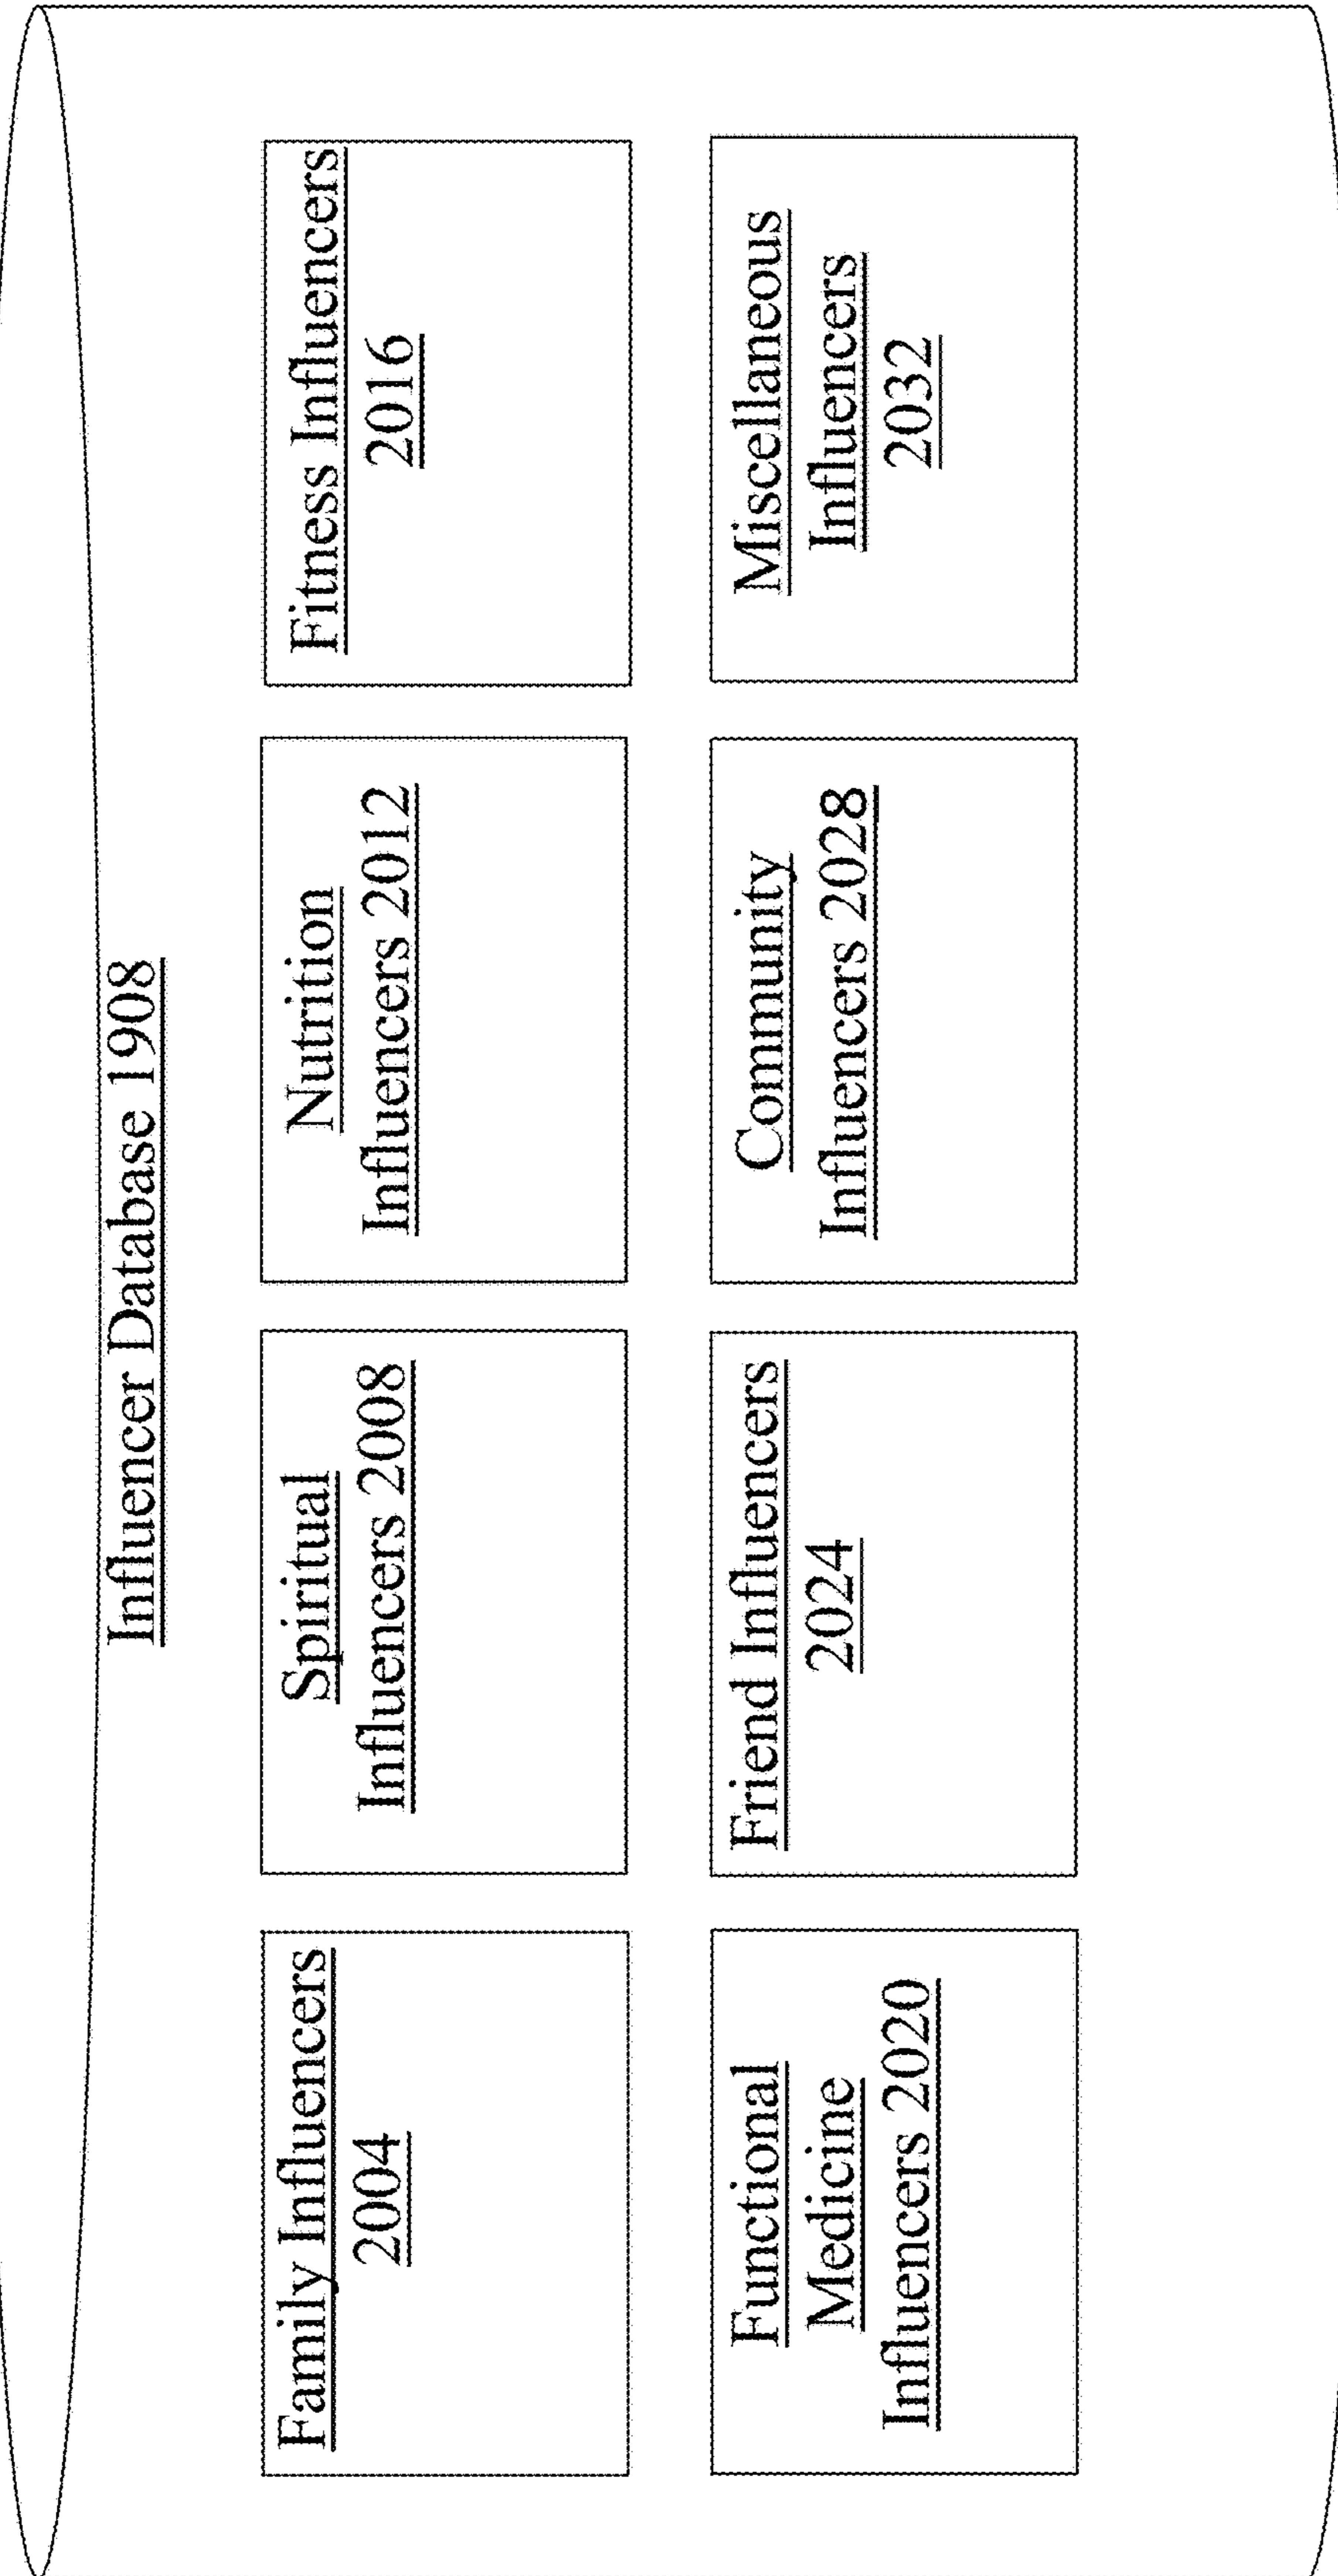 Influencer Database 1908
Family Influencers
2004
Spiritual
Influencers 2008
Nutrition
Influencers 2012
Fitness Influencers
2016
Functional
Medicine
Influencers 2020
Friend Influencers
2024
Community
Influencers 2028
Miscellaneous
Influencers
2032